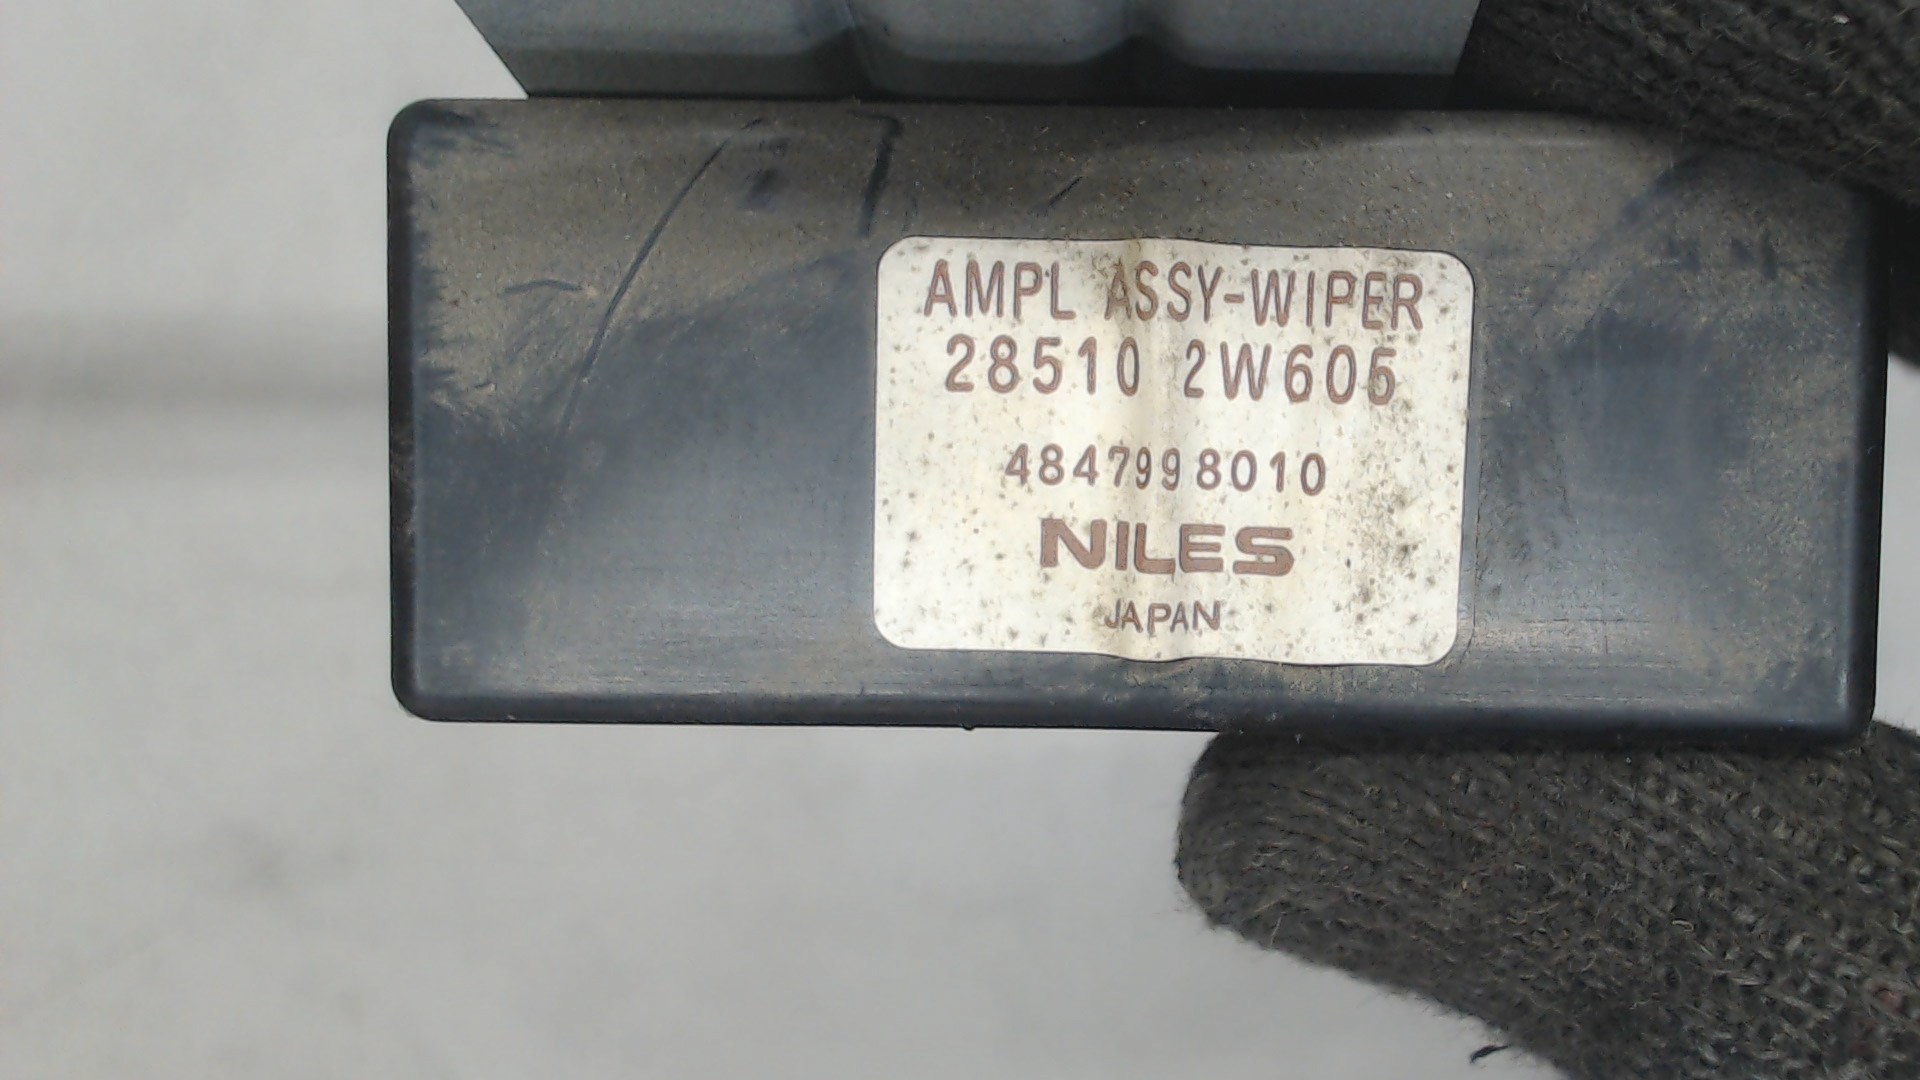 AMPL ASSY-WIPER
28510 2W605
4847998010
NILES
JAPAN